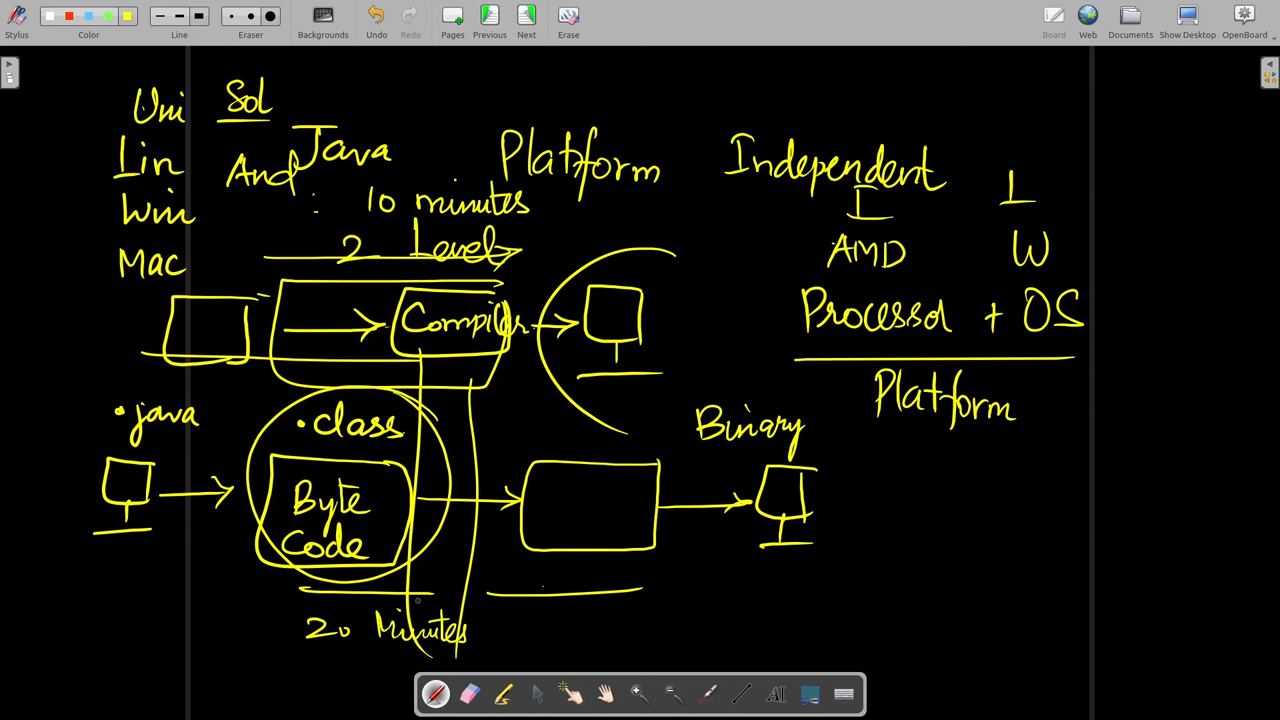 Stylus Color Line Eraser Backgrounds Undo Redo Pages Previous Next Erase Board Web Documents Show Desktop OpenBoard
Uni Sol
Lin And Java Platform Independent
Win : 10 minutes I L
Mac 2 Level AMD W
Compiler Processor + OS
Platform
.java .class Binary
Byte
Code
20 Minutes